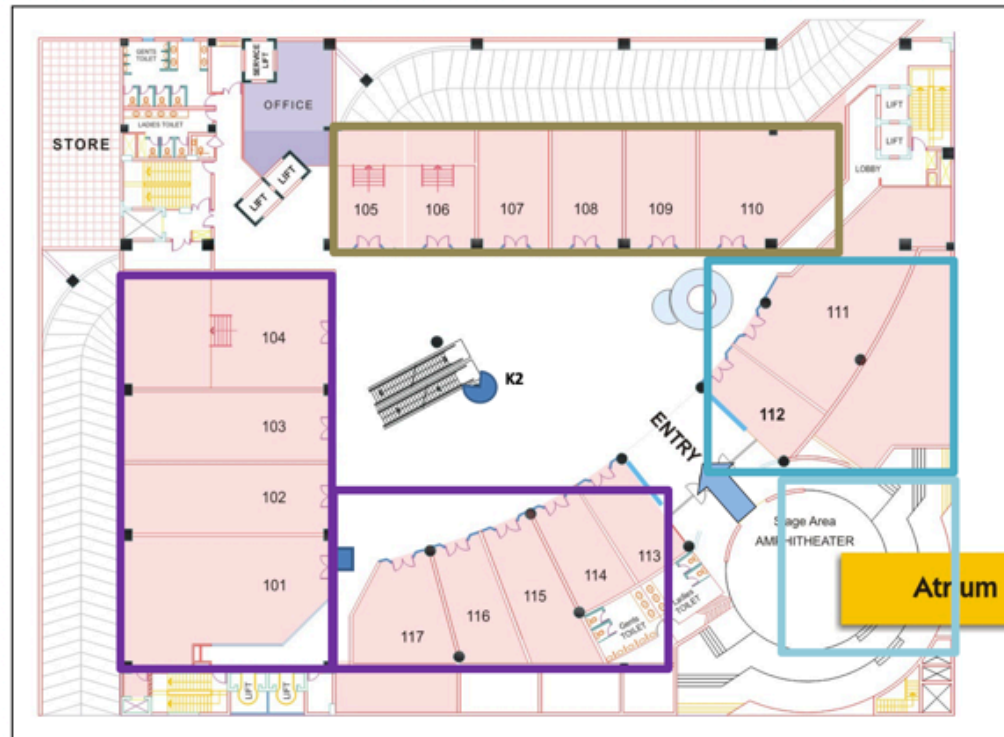 GENTS
TOILET
SERVICE
LIFT
OFFICE
LADIES TOILET
STORE
LIFT
LIFT
LIFT
LIFT
LOBBY
105
106
107
108
109
110
104
111
K2
103
112
ENTRY
102
Stage Area
AMPHITHEATER
101
113
114
115
116
117
Gents
TOILET
Ladies
TOILET
Atrium
LIFT
LIFT